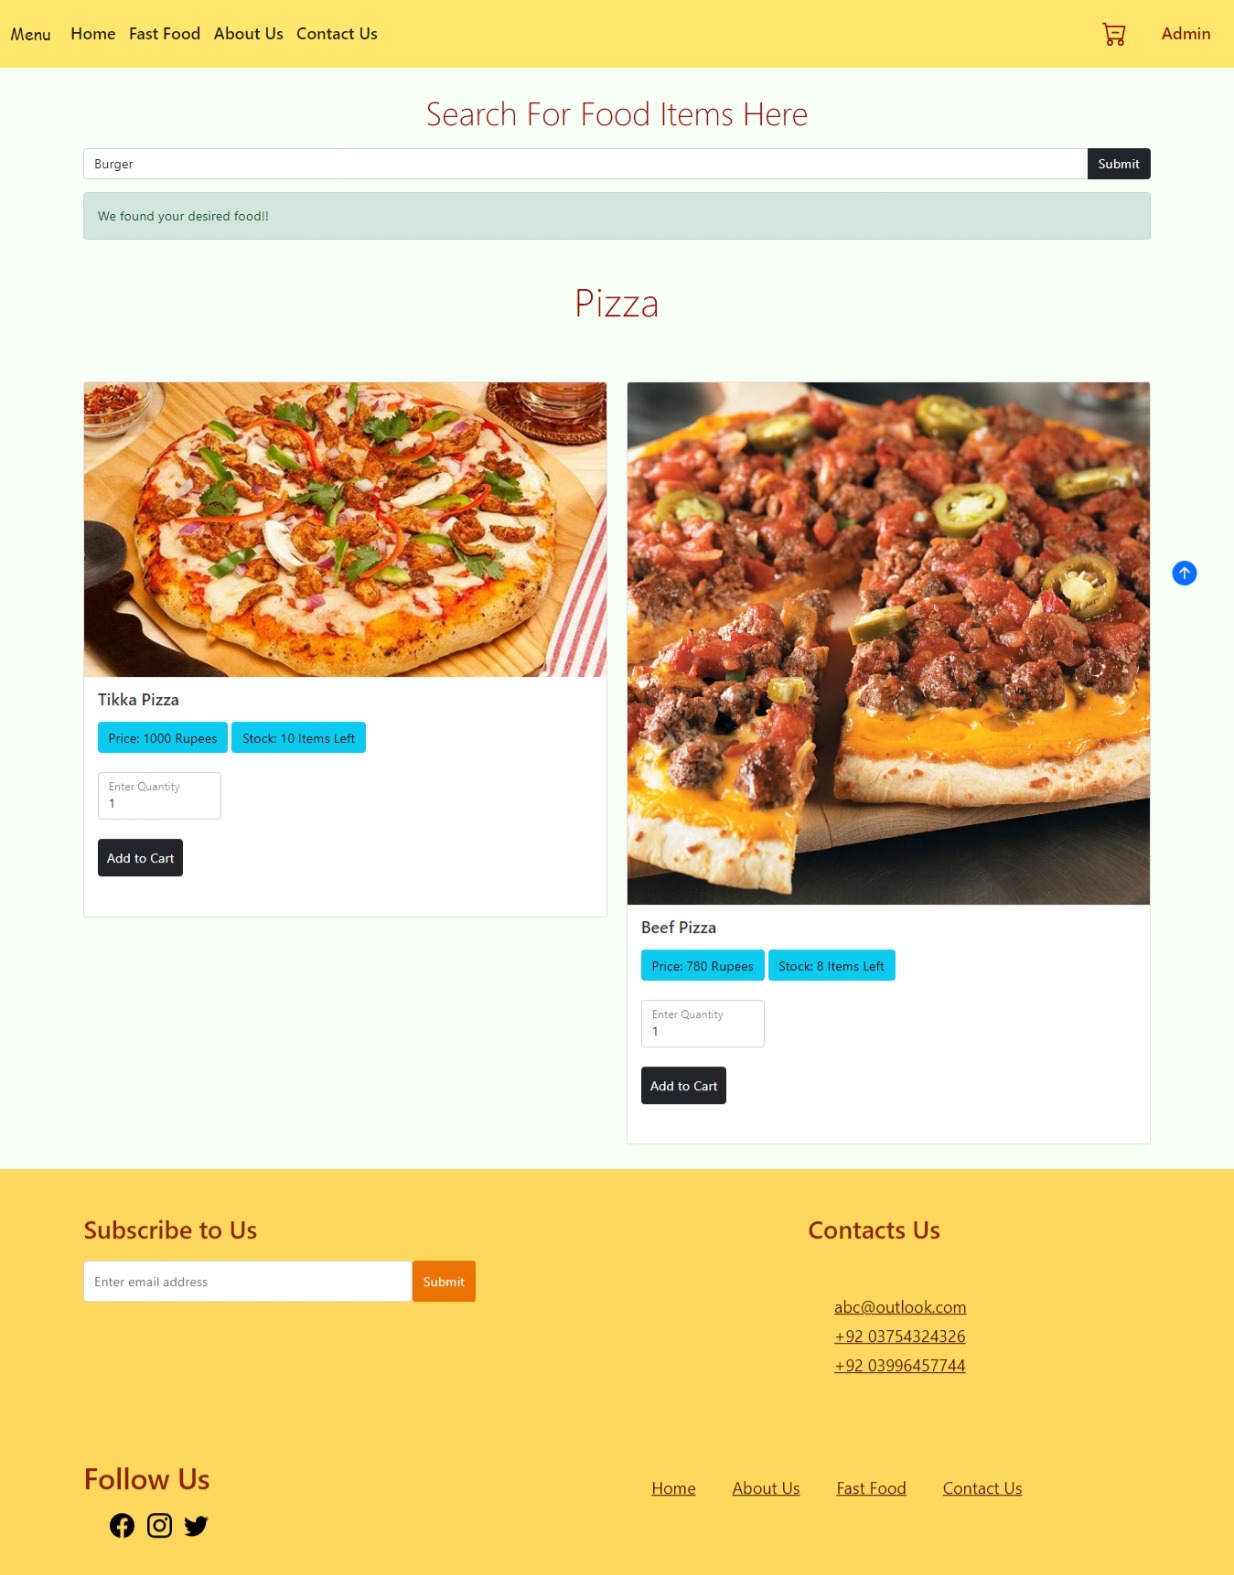 Menu Home Fast Food About Us Contact Us Admin
Search For Food Items Here
Burger Submit
We found your desired food!!
Pizza
Tikka Pizza
Price: 1000 Rupees Stock: 10 Items Left
Enter Quantity
1
Add to Cart
Beef Pizza
Price: 780 Rupees Stock: 8 Items Left
Enter Quantity
1
Add to Cart
Subscribe to Us
Enter email address Submit
Contacts Us
abc@outlook.com
+92 03754324326
+92 03996457744
Follow Us
Home About Us Fast Food Contact Us